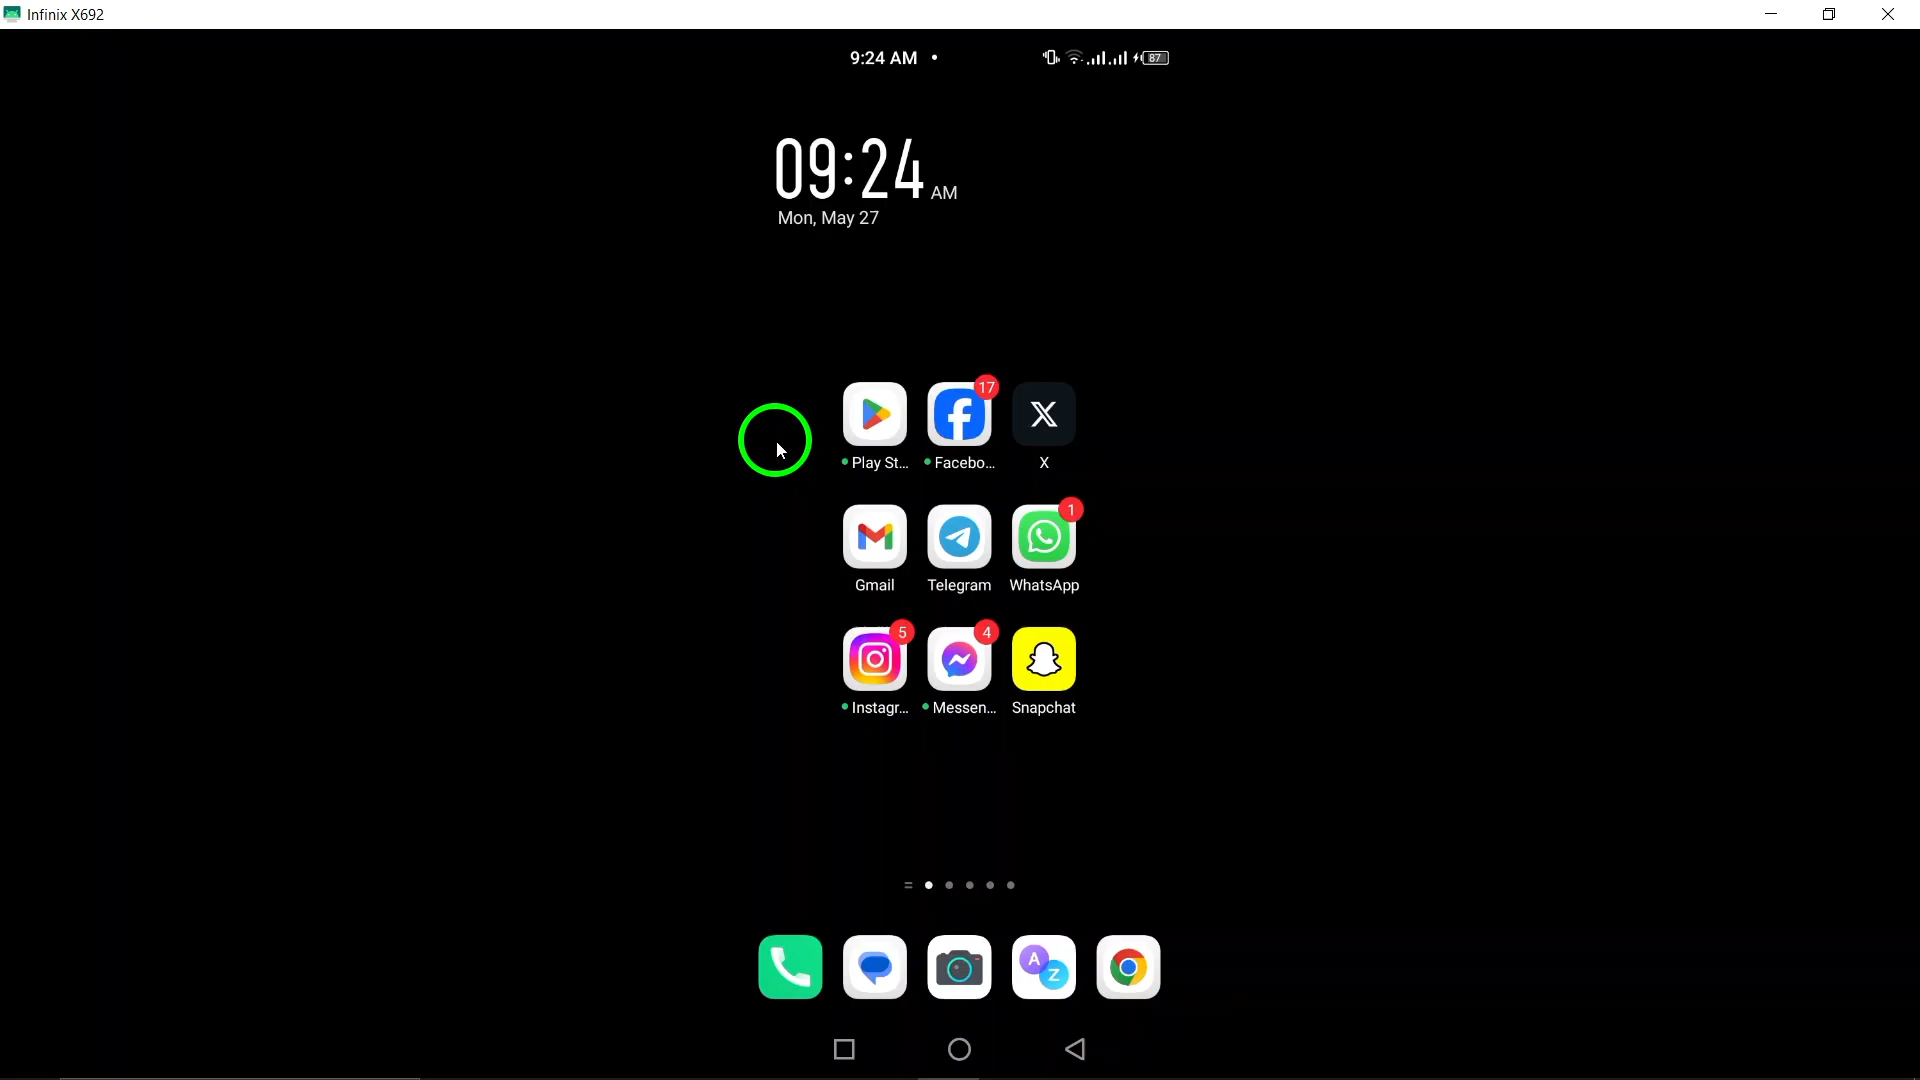 Infinix X692
9:24 AM
87
09:24 AM
Mon, May 27
17
Play St...
Facebo...
X
1
Gmail
Telegram
WhatsApp
5
4
Instagr...
Messen...
Snapchat
A
Z